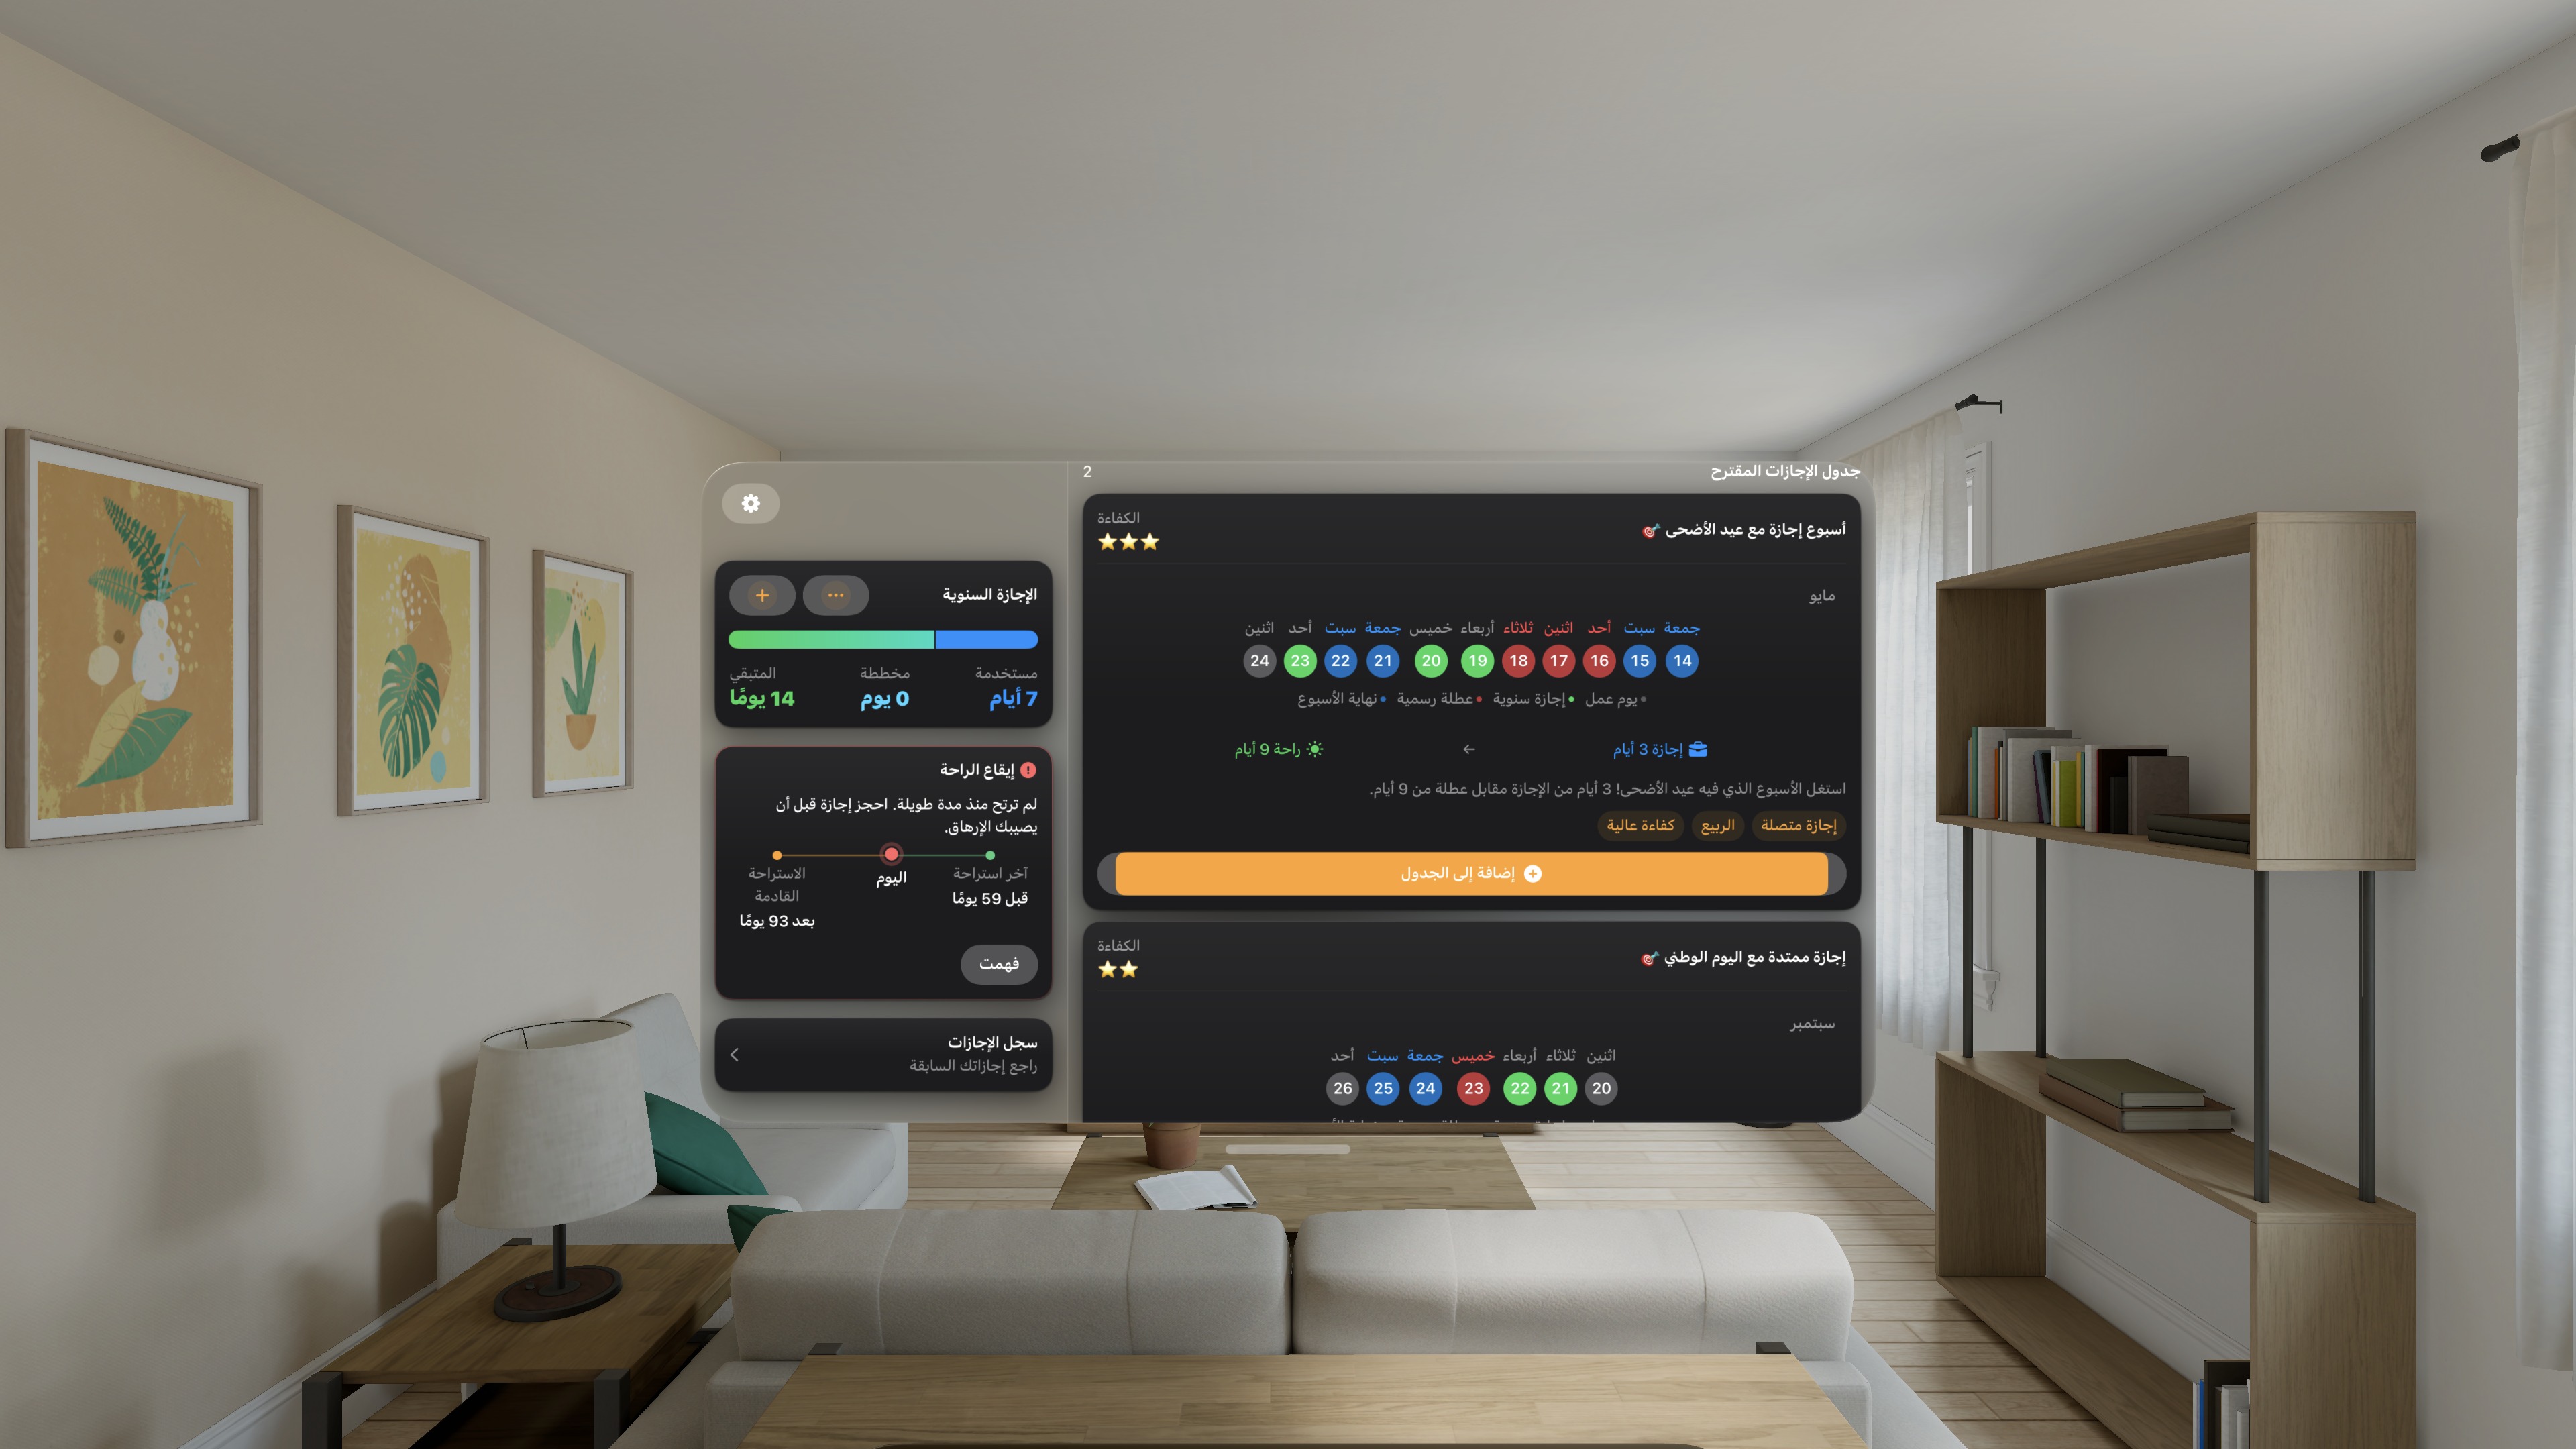 جدول الإجازات المقترح
2
أسبوع إجازة مع عيد الأضحى 🎯
الكفاءة
⭐⭐⭐
مايو
جمعة سبت أحد اثنين ثلاثاء أربعاء خميس جمعة سبت أحد اثنين
14 15 16 17 18 19 20 21 22 23 24
يوم عمل إجازة سنوية عطلة رسمية نهاية الأسبوع
إجازة 3 أيام ← راحة 9 أيام
استغل الأسبوع الذي فيه عيد الأضحى! 3 أيام من الإجازة مقابل عطلة من 9 أيام.
إجازة متصلة الربيع كفاءة عالية
إضافة إلى الجدول
إجازة ممتدة مع اليوم الوطني 🎯
الكفاءة
⭐⭐
سبتمبر
اثنين ثلاثاء أربعاء خميس جمعة سبت أحد
20 21 22 23 24 25 26
الإجازة السنوية
مستخدمة مخططة المتبقي
7 أيام 0 يوم 14 يومًا
إيقاع الراحة
لم ترتح منذ مدة طويلة. احجز إجازة قبل أن
يصيبك الإرهاق.
آخر استراحة
قبل 59 يومًا
اليوم
الاستراحة
القادمة
بعد 93 يومًا
فهمت
سجل الإجازات
راجع إجازاتك السابقة